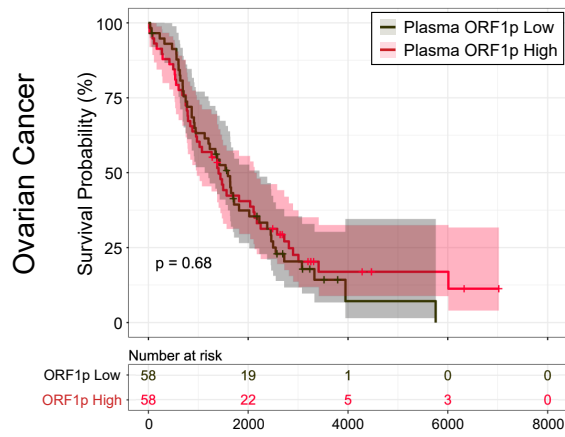 Ovarian Cancer
Survival Probability (%)
Plasma ORF1p Low
Plasma ORF1p High
100
75
50
25
0
p = 0.68
Number at risk
ORF1p Low 58 19 1 0 0
ORF1p High 58 22 5 3 0
0 2000 4000 6000 8000